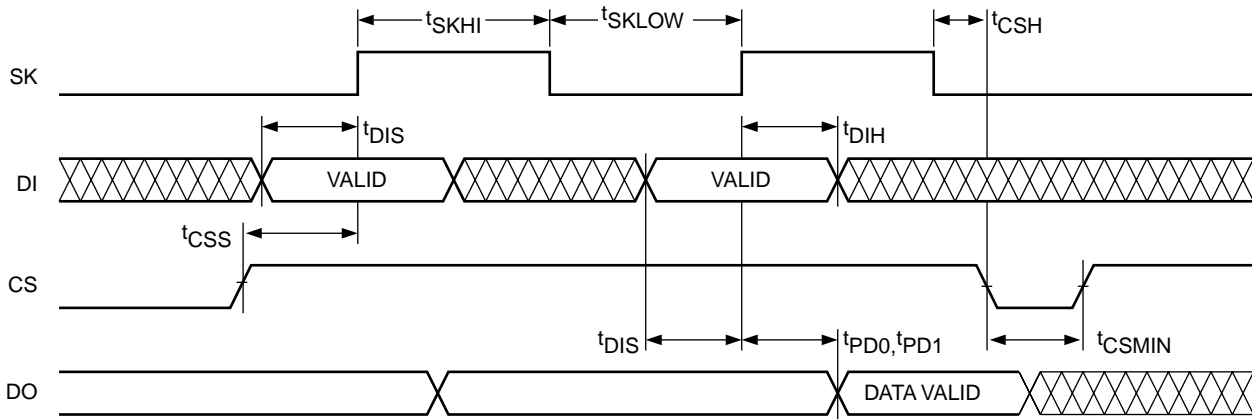 tSKHI tSKLOW tCSH
SK
tDIS tDIH
DI VALID VALID
tCSS
CS
tDIS tPD0,tPD1 tCSMIN
DO DATA VALID